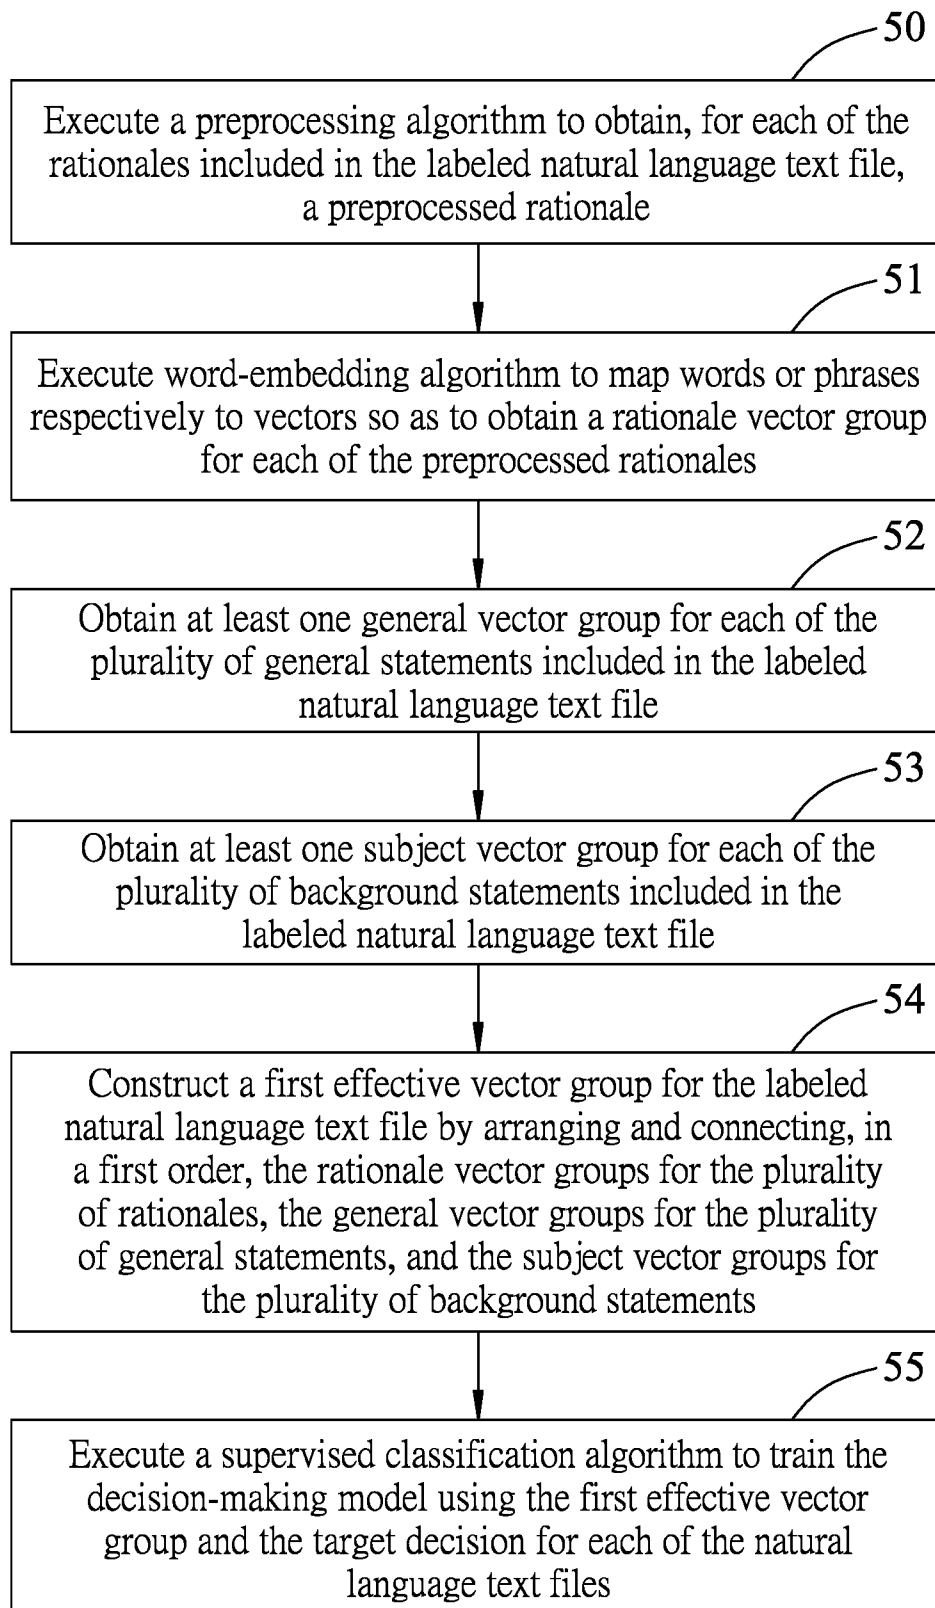 50
Execute a preprocessing algorithm to obtain, for each of the
rationales included in the labeled natural language text file,
a preprocessed rationale
51
Execute word-embedding algorithm to map words or phrases
respectively to vectors so as to obtain a rationale vector group
for each of the preprocessed rationales
52
Obtain at least one general vector group for each of the
plurality of general statements included in the labeled
natural language text file
53
Obtain at least one subject vector group for each of the
plurality of background statements included in the
labeled natural language text file
54
Construct a first effective vector group for the labeled
natural language text file by arranging and connecting, in
a first order, the rationale vector groups for the plurality
of rationales, the general vector groups for the plurality
of general statements, and the subject vector groups for
the plurality of background statements
55
Execute a supervised classification algorithm to train the
decision-making model using the first effective vector
group and the target decision for each of the natural
language text files